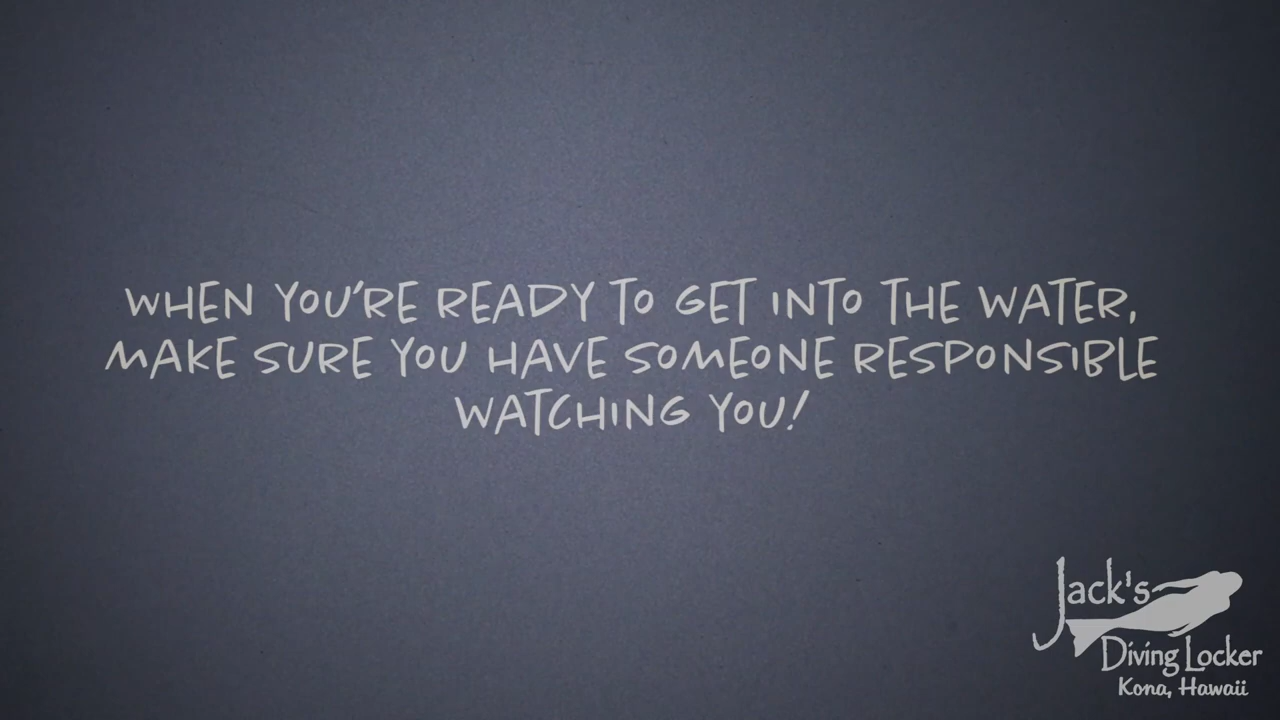 WHEN YOU'RE READY TO GET INTO THE WATER,
MAKE SURE YOU HAVE SOMEONE RESPONSIBLE
WATCHING YOU!
Jack's
Diving Locker
Kona, Hawaii